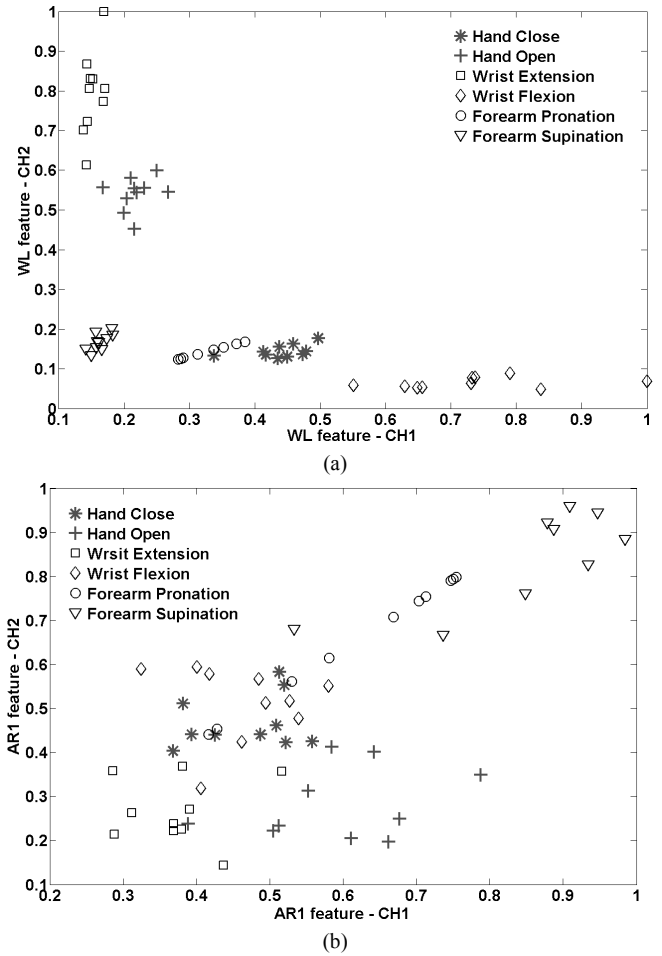 1
0.9
0.8
0.7
0.6
0.5
0.4
0.3
0.2
0.1
0
WL feature - CH2
Hand Close
Hand Open
Wrist Extension
Wrist Flexion
Forearm Pronation
Forearm Supination
0.1 0.2 0.3 0.4 0.5 0.6 0.7 0.8 0.9 1
WL feature - CH1
(a)
1
0.9
0.8
0.7
0.6
0.5
0.4
0.3
0.2
0.1
AR1 feature - CH2
Hand Close
Hand Open
Wrsit Extension
Wrist Flexion
Forearm Pronation
Forearm Supination
0.2 0.3 0.4 0.5 0.6 0.7 0.8 0.9 1
AR1 feature - CH1
(b)